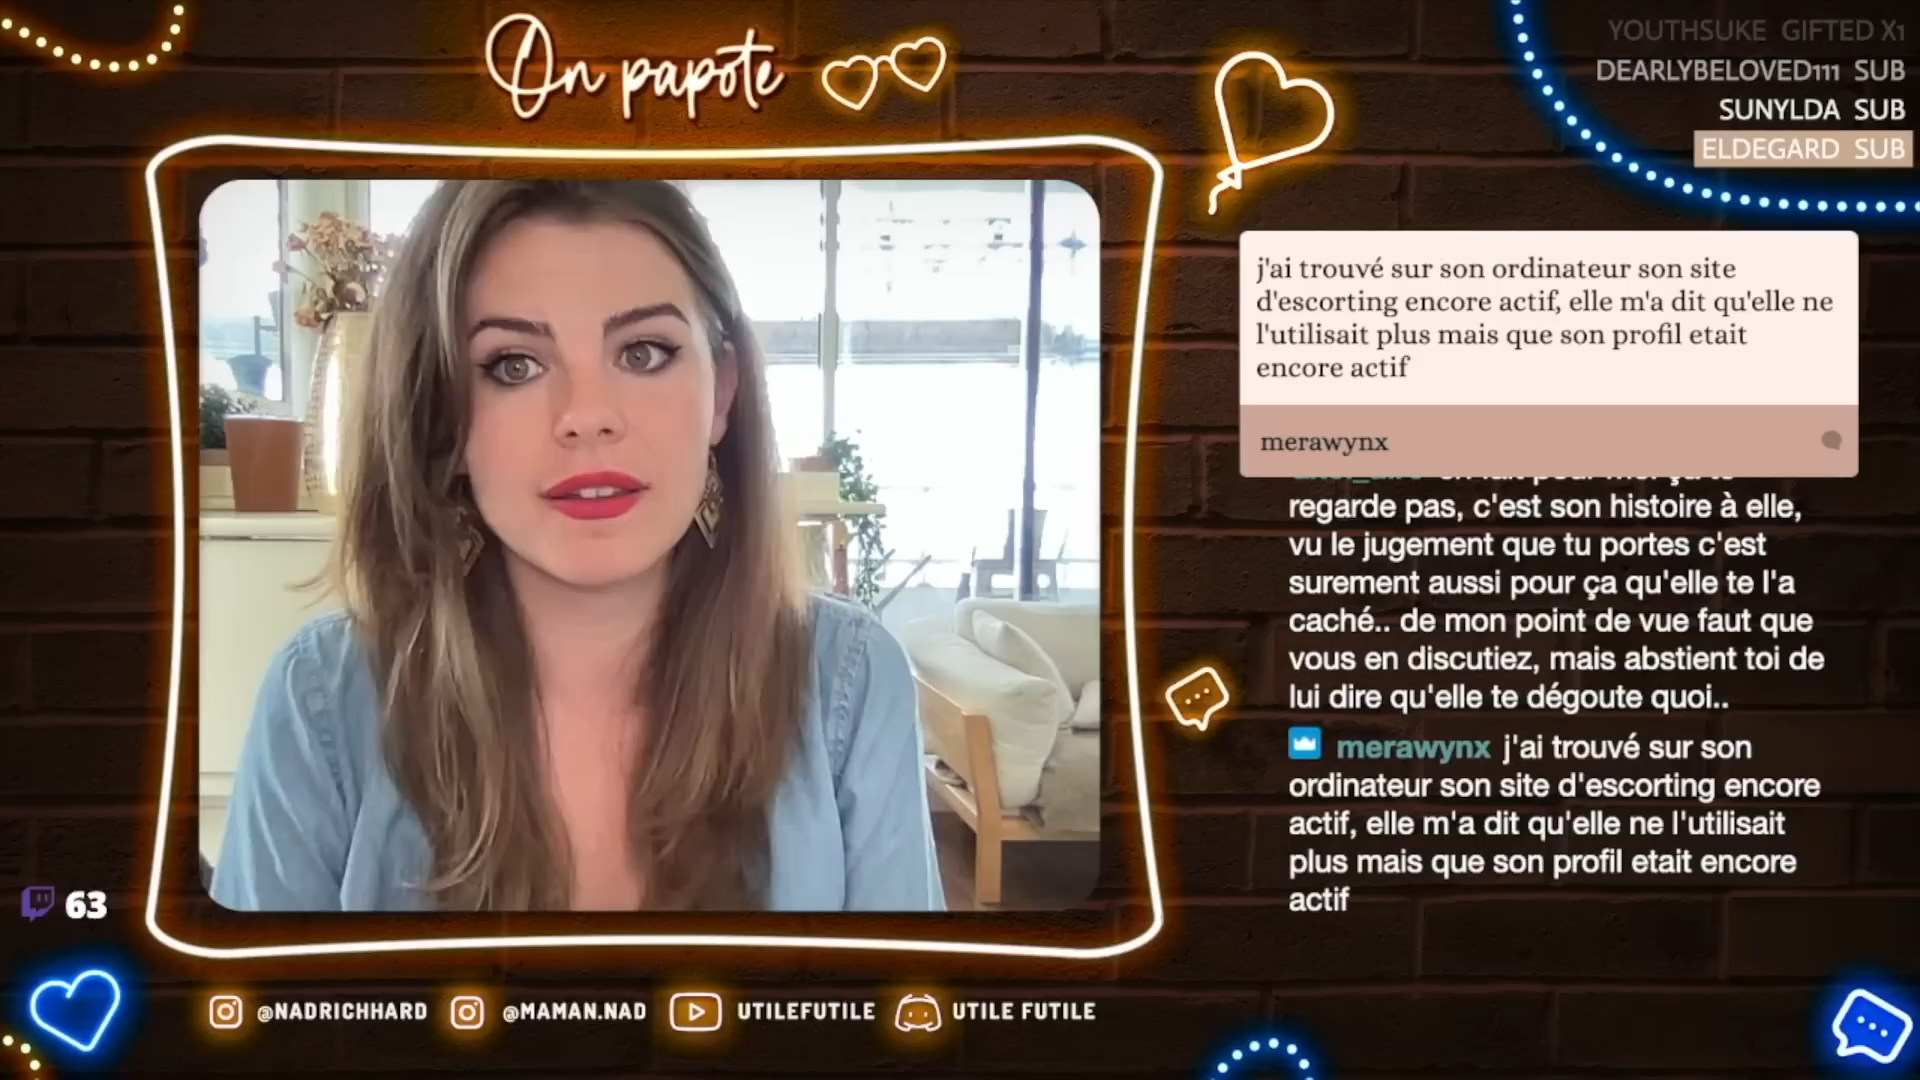 On papote
YOUTHSUKE GIFTED X1
DEARLYBELOVED111 SUB
SUNYLDA SUB
ELDEGARD SUB
j'ai trouvé sur son ordinateur son site
d'escorting encore actif, elle m'a dit qu'elle ne
l'utilisait plus mais que son profil etait
encore actif
merawynx
regarde pas, c'est son histoire à elle,
vu le jugement que tu portes c'est
surement aussi pour ça qu'elle te l'a
caché.. de mon point de vue faut que
vous en discutiez, mais abstient toi de
lui dire qu'elle te dégoute quoi..
merawynx j'ai trouvé sur son
ordinateur son site d'escorting encore
actif, elle m'a dit qu'elle ne l'utilisait
plus mais que son profil etait encore
actif
63
@NADRICHHARD @MAMAN.NAD UTILEFUTILE UTILE FUTILE